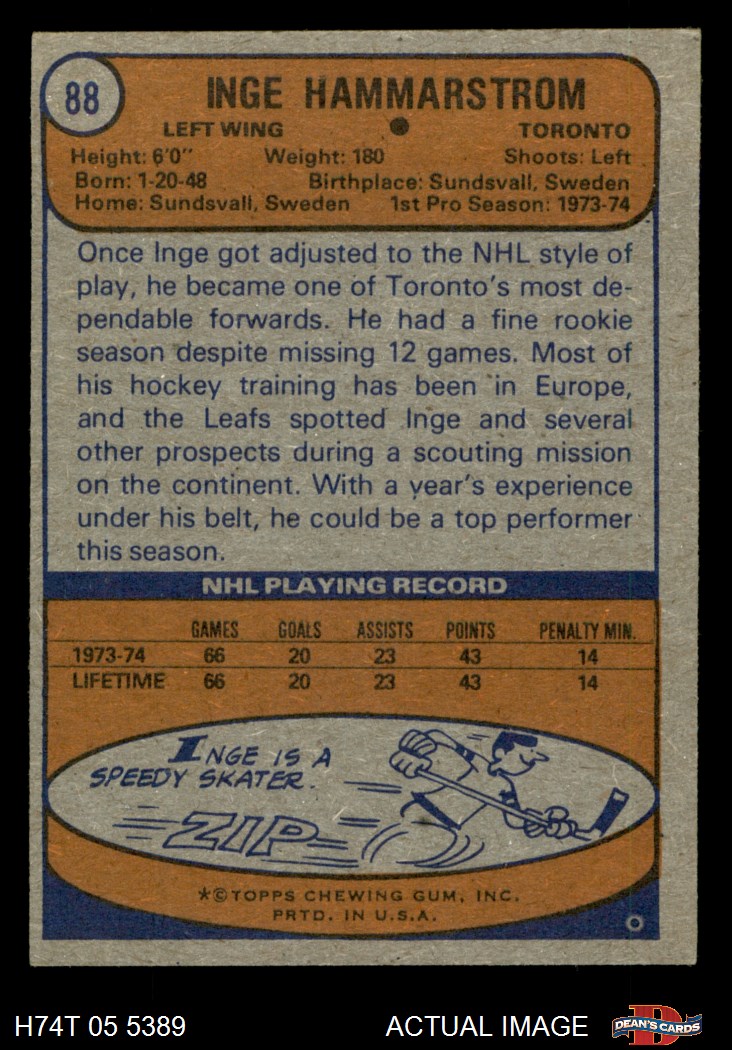 88
INGE HAMMARSTROM
LEFT WING ● TORONTO
Height: 6'0" Weight: 180 Shoots: Left
Born: 1-20-48 Birthplace: Sundsvall, Sweden
Home: Sundsvall, Sweden 1st Pro Season: 1973-74
Once Inge got adjusted to the NHL style of
play, he became one of Toronto's most de-
pendable forwards. He had a fine rookie
season despite missing 12 games. Most of
his hockey training has been in Europe,
and the Leafs spotted Inge and several
other prospects during a scouting mission
on the continent. With a year's experience
under his belt, he could be a top performer
this season.
NHL PLAYING RECORD
GAMES GOALS ASSISTS POINTS PENALTY MIN.
1973-74 66 20 23 43 14
LIFETIME 66 20 23 43 14
INGE IS A
SPEEDY SKATER.
ZIP
*©TOPPS CHEWING GUM, INC.
PRTD. IN U.S.A.
H74T 05 5389 ACTUAL IMAGE D DEAN'S CARDS